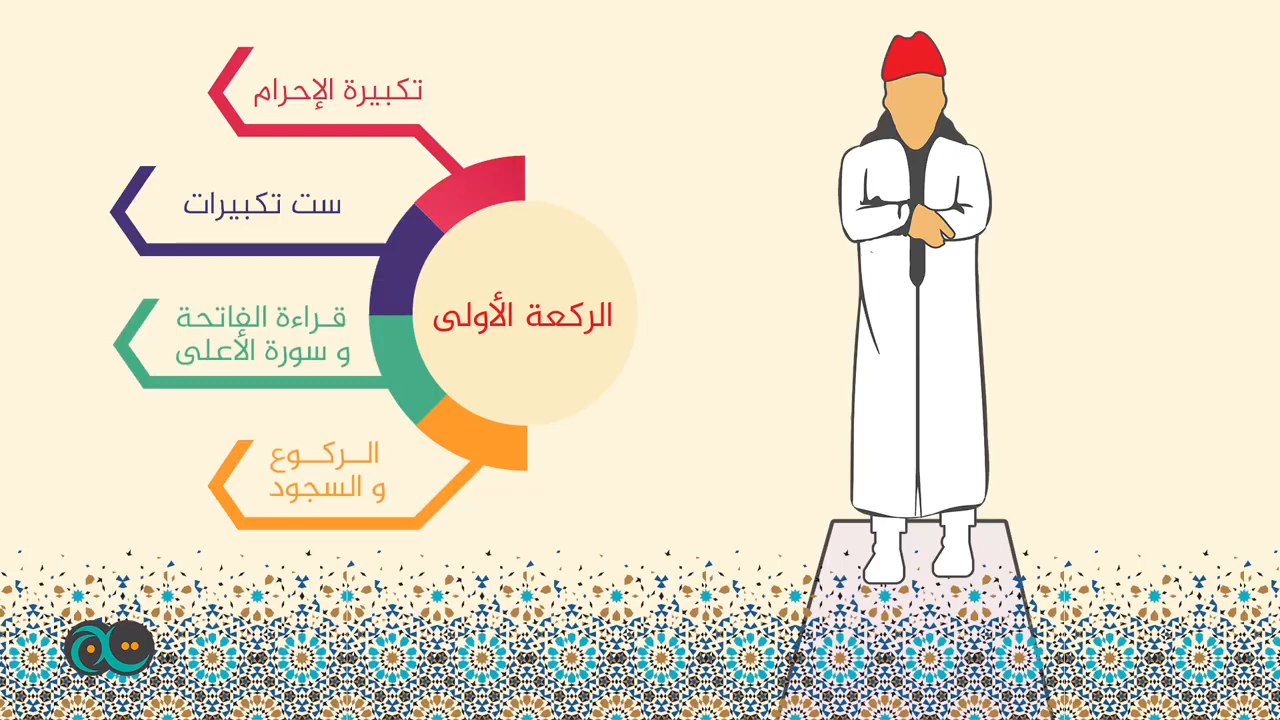 تكبيرة الإحرام
ست تكبيرات
الركعة الأولى
قـراءة الفاتحة
و سورة الأعلى
الــركــوع
و السجود